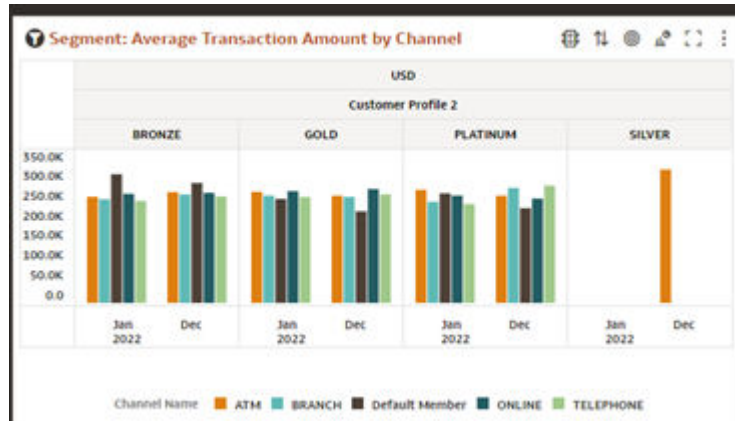 T Segment: Average Transaction Amount by Channel
USD
Customer Profile 2
BRONZE GOLD PLATINUM SILVER
350.0K
300.0K
250.0K
200.0K
150.0K
100.0K
50.0K
0.0
Jan Dec Jan Dec Jan Dec Jan Dec
2022 2022 2022 2022
Channel Name ATM BRANCH Default Member ONLINE TELEPHONE